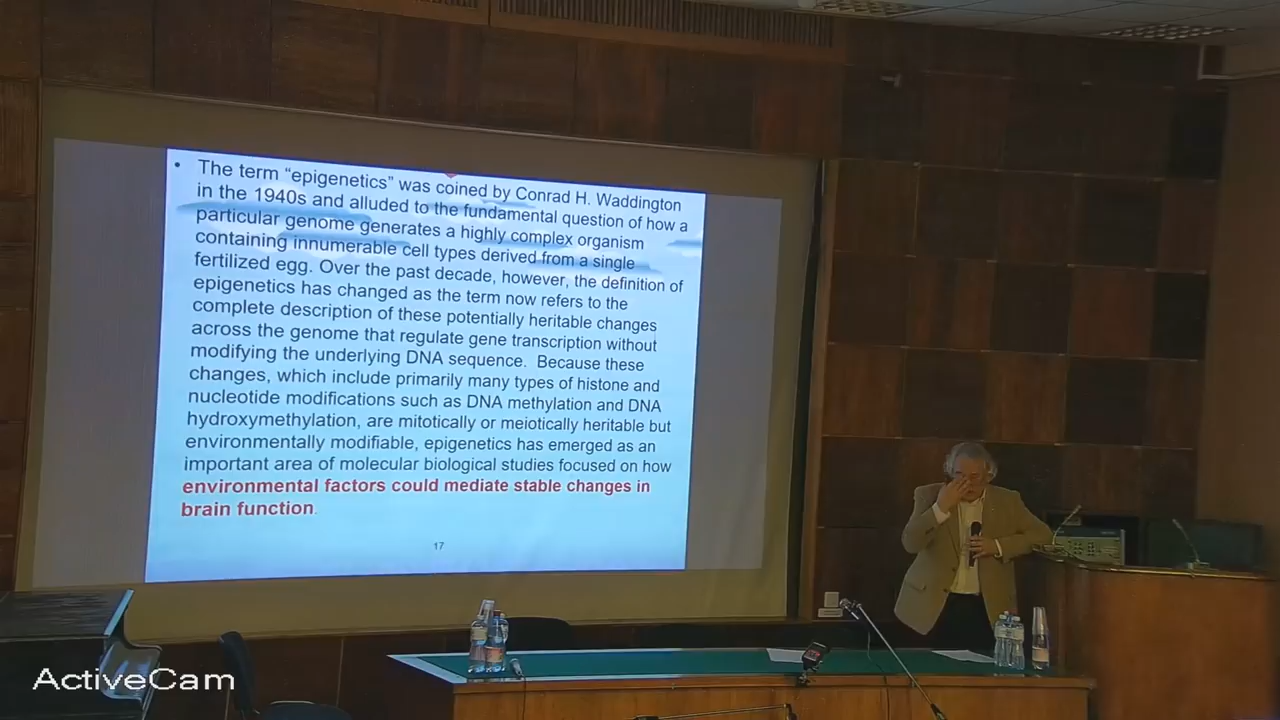 • The term “epigenetics” was coined by Conrad H. Waddington
in the 1940s and alluded to the fundamental question of how a
particular genome generates a highly complex organism
containing innumerable cell types derived from a single
fertilized egg. Over the past decade, however, the definition of
epigenetics has changed as the term now refers to the
complete description of these potentially heritable changes
across the genome that regulate gene transcription without
modifying the underlying DNA sequence. Because these
changes, which include primarily many types of histone and
nucleotide modifications such as DNA methylation and DNA
hydroxymethylation, are mitotically or meiotically heritable but
environmentally modifiable, epigenetics has emerged as an
important area of molecular biological studies focused on how
environmental factors could mediate stable changes in
brain function.
17
ActiveCam